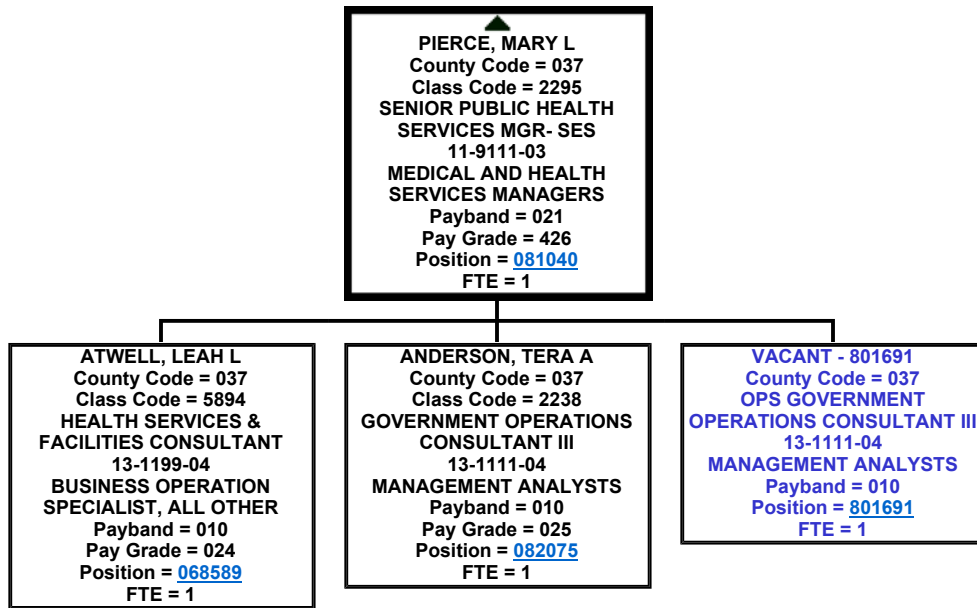 PIERCE, MARY L
County Code = 037
Class Code = 2295
SENIOR PUBLIC HEALTH
SERVICES MGR- SES
11-9111-03
MEDICAL AND HEALTH
SERVICES MANAGERS
Payband = 021
Pay Grade = 426
Position = 081040
FTE = 1
ATWELL, LEAH L
County Code = 037
Class Code = 5894
HEALTH SERVICES &
FACILITIES CONSULTANT
13-1199-04
BUSINESS OPERATION
SPECIALIST, ALL OTHER
Payband = 010
Pay Grade = 024
Position = 068589
FTE = 1
ANDERSON, TERA A
County Code = 037
Class Code = 2238
GOVERNMENT OPERATIONS
CONSULTANT III
13-1111-04
MANAGEMENT ANALYSTS
Payband = 010
Pay Grade = 025
Position = 082075
FTE = 1
VACANT - 801691
County Code = 037
OPS GOVERNMENT
OPERATIONS CONSULTANT III
13-1111-04
MANAGEMENT ANALYSTS
Payband = 010
Position = 801691
FTE = 1